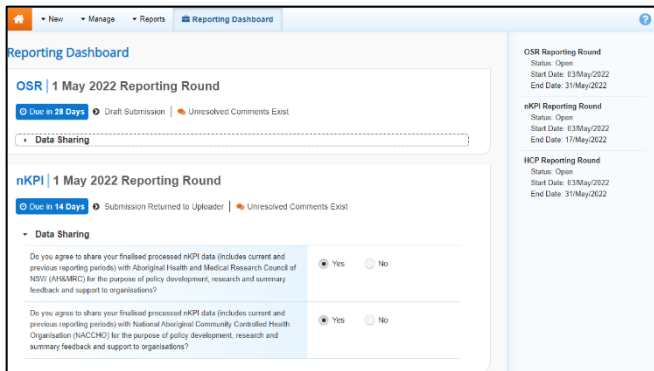 New Manage Reports Reporting Dashboard
Reporting Dashboard
OSR | 1 May 2022 Reporting Round
Due in 28 Days Draft Submission | Unresolved Comments Exist
Data Sharing
nKPI | 1 May 2022 Reporting Round
Due in 14 Days Submission Returned to Uploader | Unresolved Comments Exist
Data Sharing
Do you agree to share your finalised processed nKPI data (includes current and
previous reporting periods) with Aboriginal Health and Medical Research Council of
NSW (AH&MRC) for the purpose of policy development, research and summary
feedback and support to organisations?
Yes No
Do you agree to share your finalised processed nKPI data (includes current and
previous reporting periods) with National Aboriginal Community Controlled Health
Organisation (NACCHO) for the purpose of policy development, research and
summary feedback and support to organisations?
Yes No
?
OSR Reporting Round
Status: Open
Start Date: 03/May/2022
End Date: 31/May/2022
nKPI Reporting Round
Status: Open
Start Date: 03/May/2022
End Date: 17/May/2022
HCP Reporting Round
Status: Open
Start Date: 03/May/2022
End Date: 31/May/2022